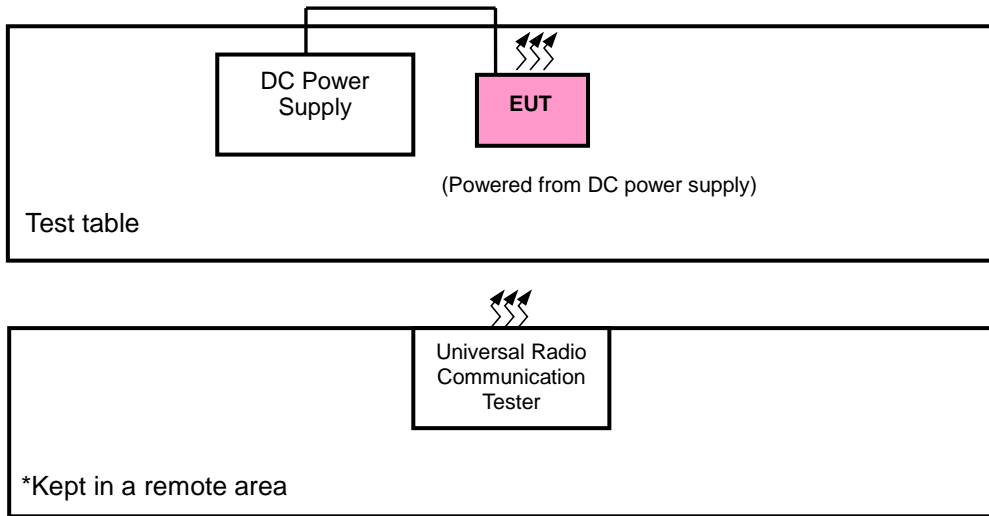 DC Power
Supply
EUT
(Powered from DC power supply)
Test table
Universal Radio
Communication
Tester
*Kept in a remote area